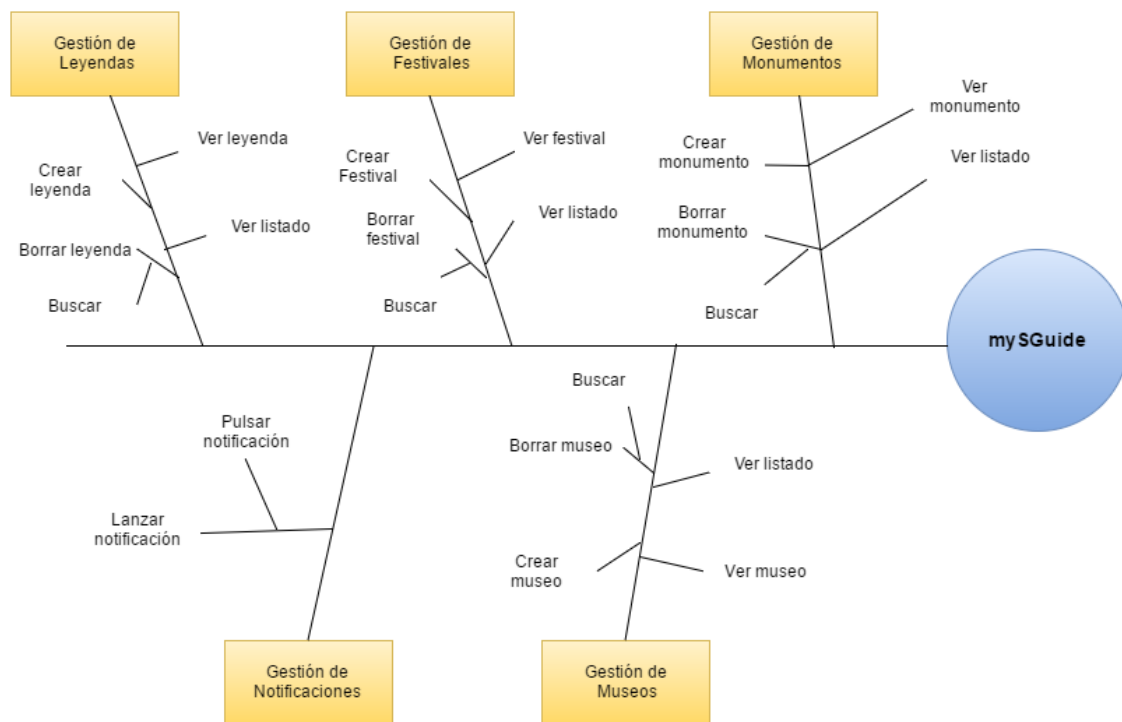 Gestión de
Leyendas
Gestión de
Festivales
Gestión de
Monumentos
Ver leyenda
Crear
leyenda
Ver listado
Borrar leyenda
Buscar
Ver festival
Crear
Festival
Ver listado
Borrar
festival
Buscar
Ver
monumento
Crear
monumento
Ver listado
Borrar
monumento
Buscar
mySGuide
Pulsar
notificación
Lanzar
notificación
Buscar
Borrar museo
Ver listado
Crear
museo
Ver museo
Gestión de
Notificaciones
Gestión de
Museos